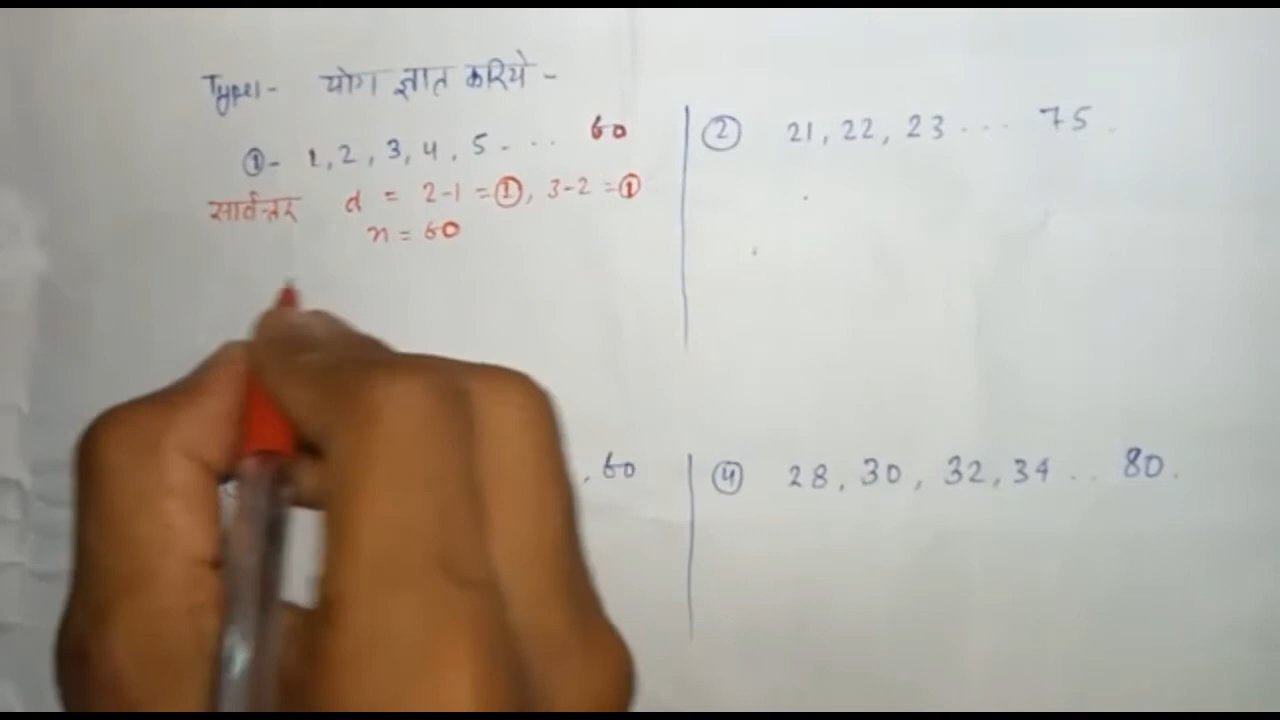 Type1- योग ज्ञात करिये -
①- 1, 2, 3, 4, 5 - ... 60
सार्वन्तर d = 2-1 = ①, 3-2 = ①
n = 60
② 21, 22, 23 ... 75.
, 60
④ 28, 30, 32, 34 .. 80.